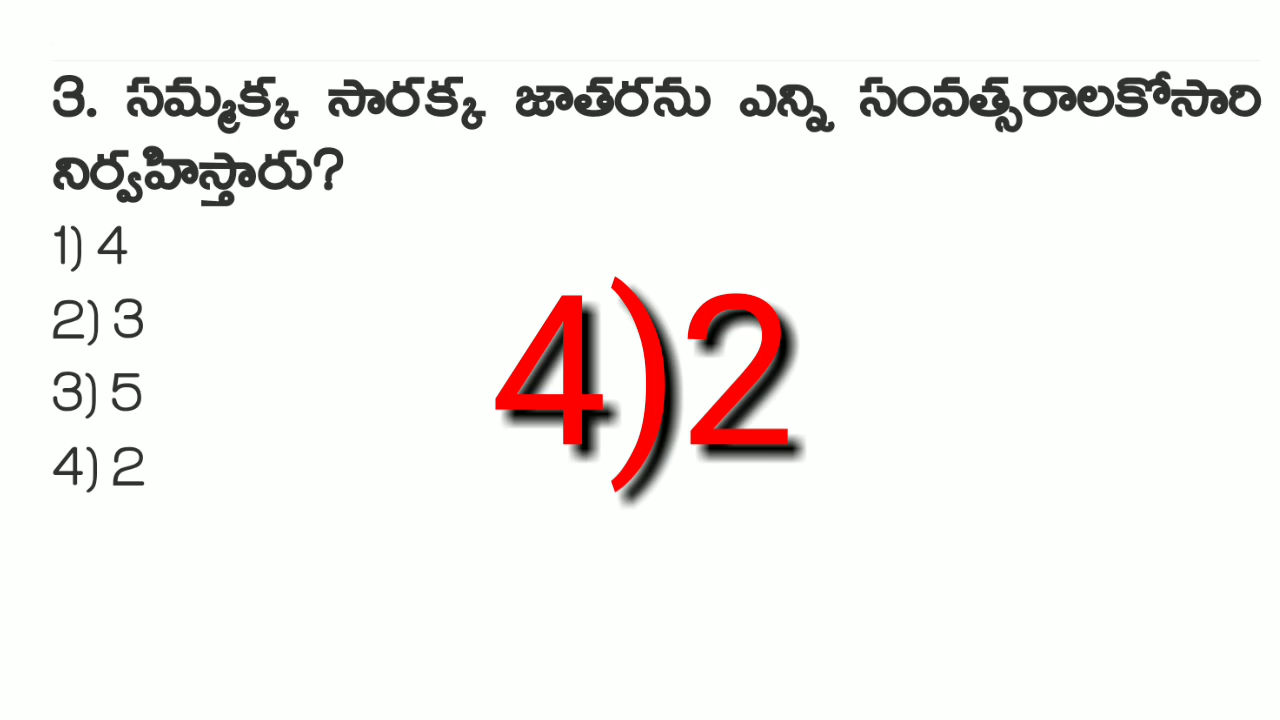 3. సమ్మక్క సారక్క జాతరను ఎన్ని సంవత్సరాలకోసారి
నిర్వహిస్తారు?
1) 4
2) 3
3) 5
4) 2
4)2